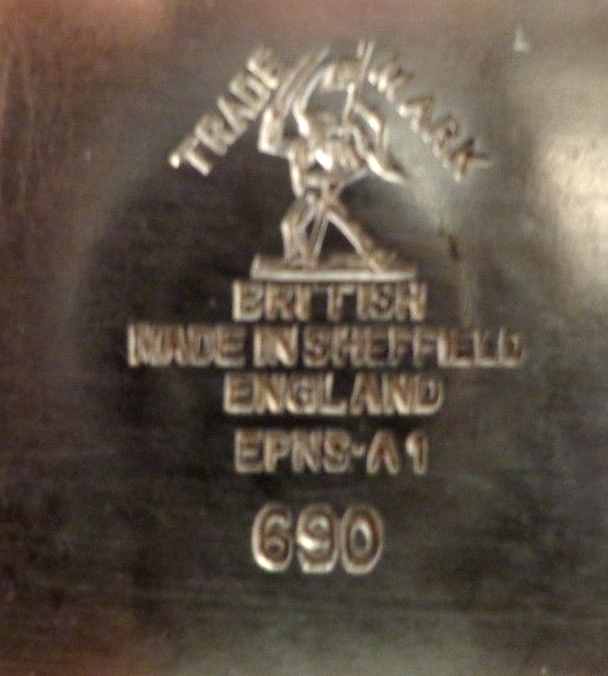 TRADE MARK
BRITISH
MADE IN SHEFFIELD
ENGLAND
EPNS-A1
690